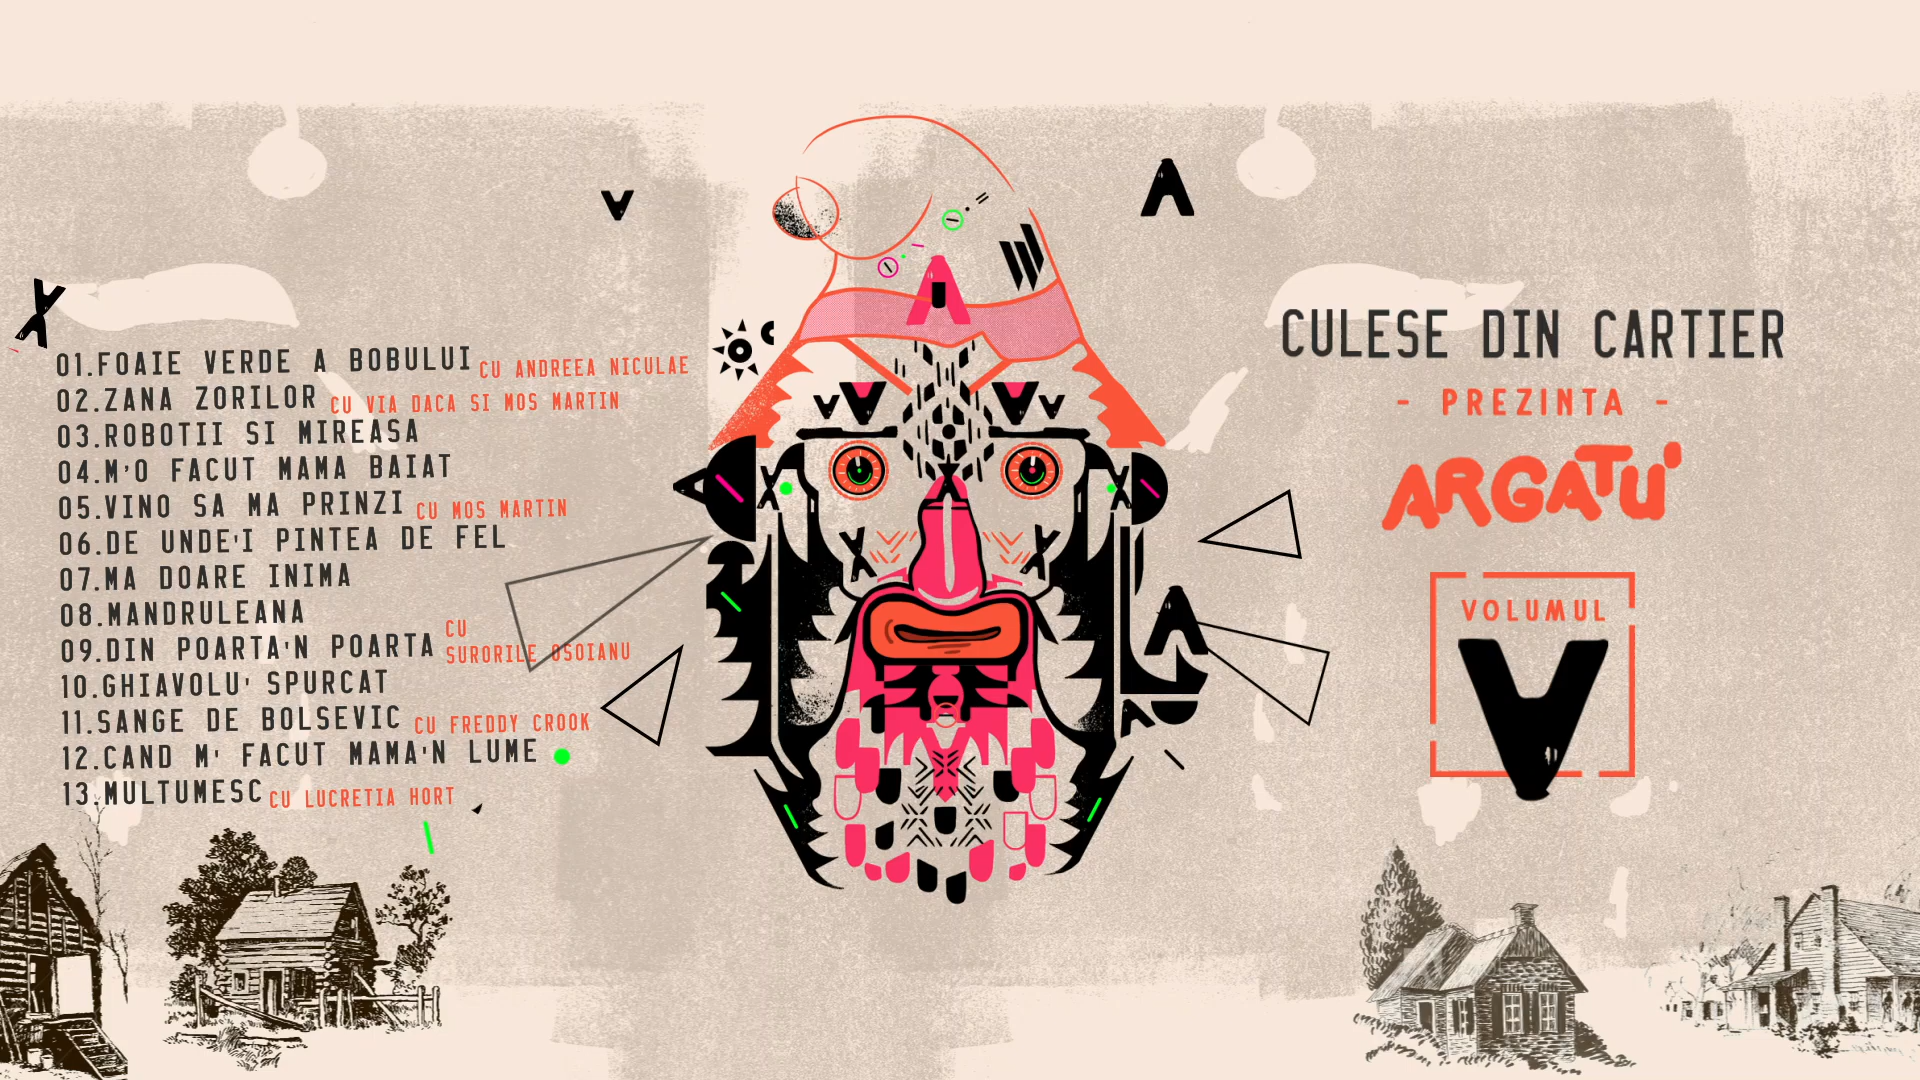 01.FOAIE VERDE A BOBULUI CU ANDREEA NICULAE
02.ZANA ZORILOR CU VIA DACA SI MOS MARTIN
03.ROBOTII SI MIREASA
04.M'O FACUT MAMA BAIAT
05.VINO SA MA PRINZI CU MOS MARTIN
06.DE UNDE'I PINTEA DE FEL
07.MA DOARE INIMA
08.MANDRULEANA
09.DIN POARTA'N POARTA CU SURORILE OSOIANU
10.GHIAVOLU' SPURCAT
11.SANGE DE BOLSEVIC CU FREDDY CROOK
12.CAND M' FACUT MAMA'N LUME
13.MULTUMESC CU LUCRETIA HORT
CULESE DIN CARTIER
- PREZINTA -
ARGATU'
VOLUMUL
V